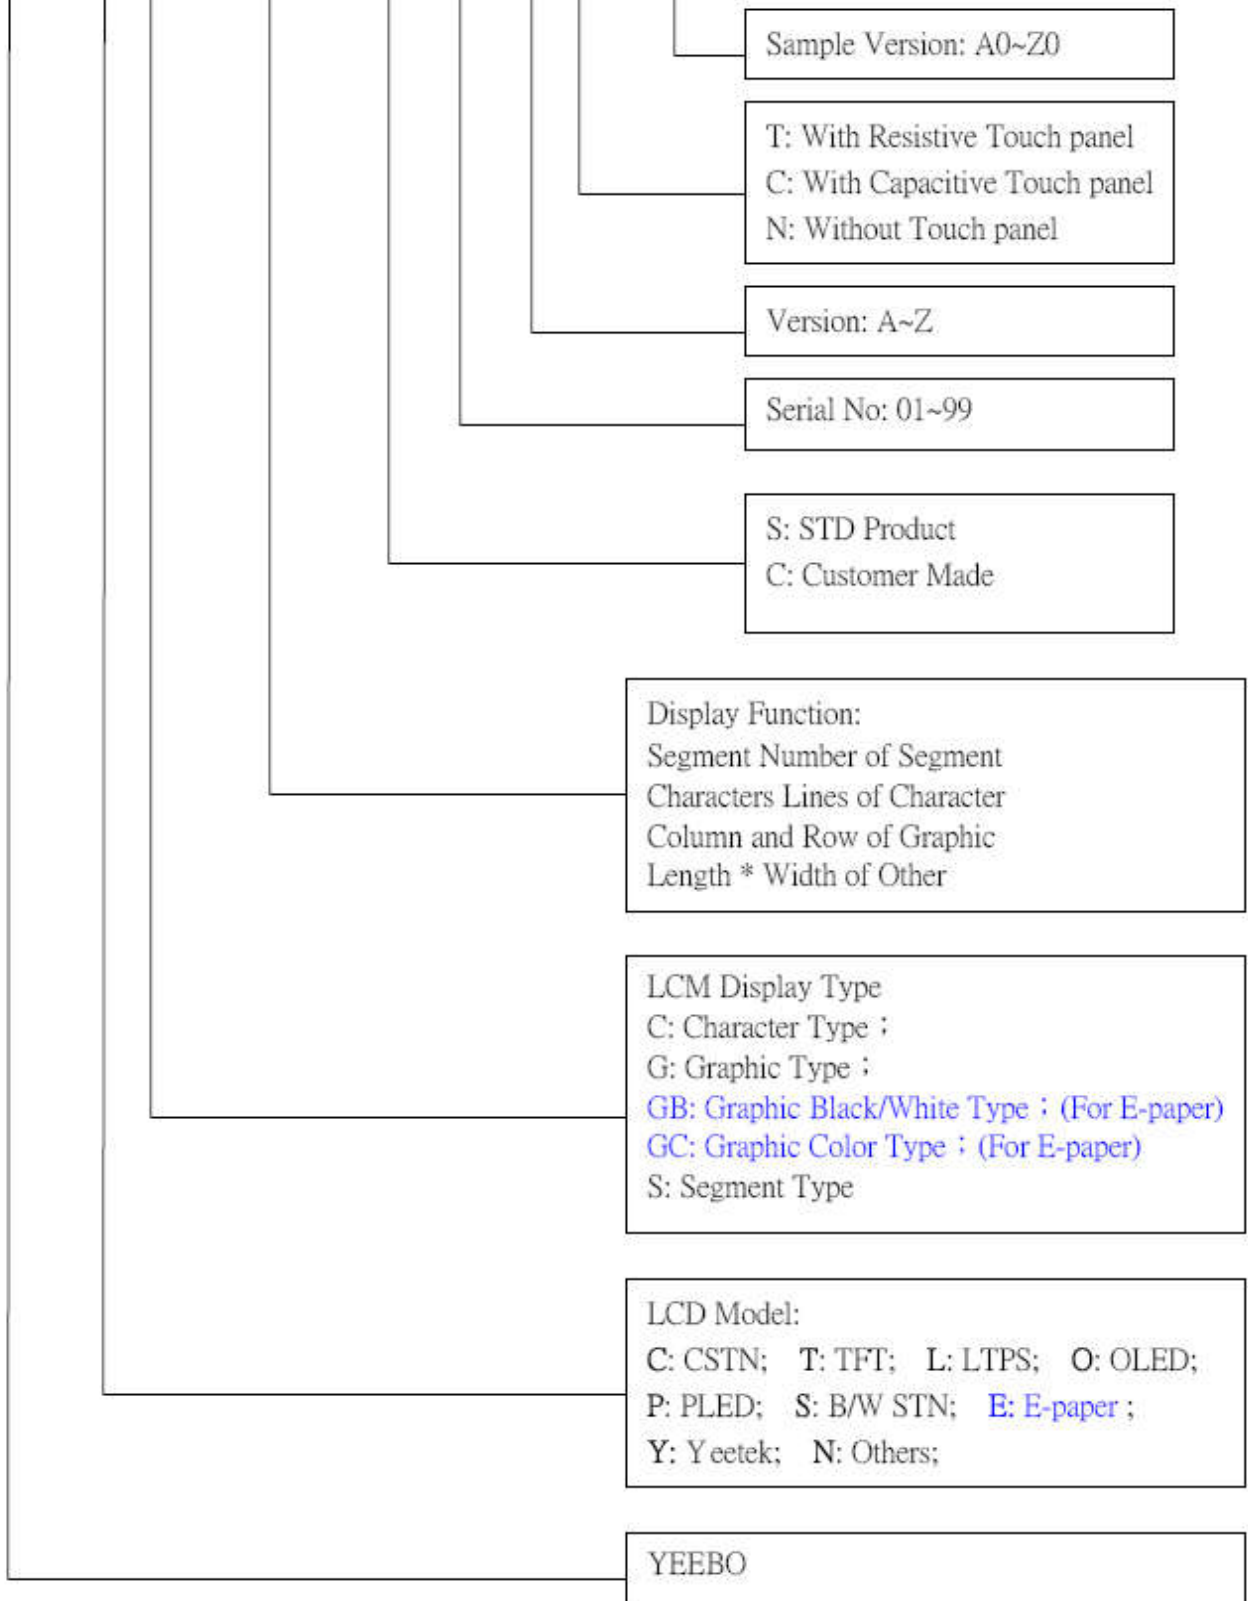 Sample Version: A0~Z0
T: With Resistive Touch panel
C: With Capacitive Touch panel
N: Without Touch panel
Version: A~Z
Serial No: 01~99
S: STD Product
C: Customer Made
Display Function:
Segment Number of Segment
Characters Lines of Character
Column and Row of Graphic
Length * Width of Other
LCM Display Type
C: Character Type；
G: Graphic Type；
GB: Graphic Black/White Type；(For E-paper)
GC: Graphic Color Type；(For E-paper)
S: Segment Type
LCD Model:
C: CSTN; T: TFT; L: LTPS; O: OLED;
P: PLED; S: B/W STN; E: E-paper ;
Y: Yeetek; N: Others;
YEEBO